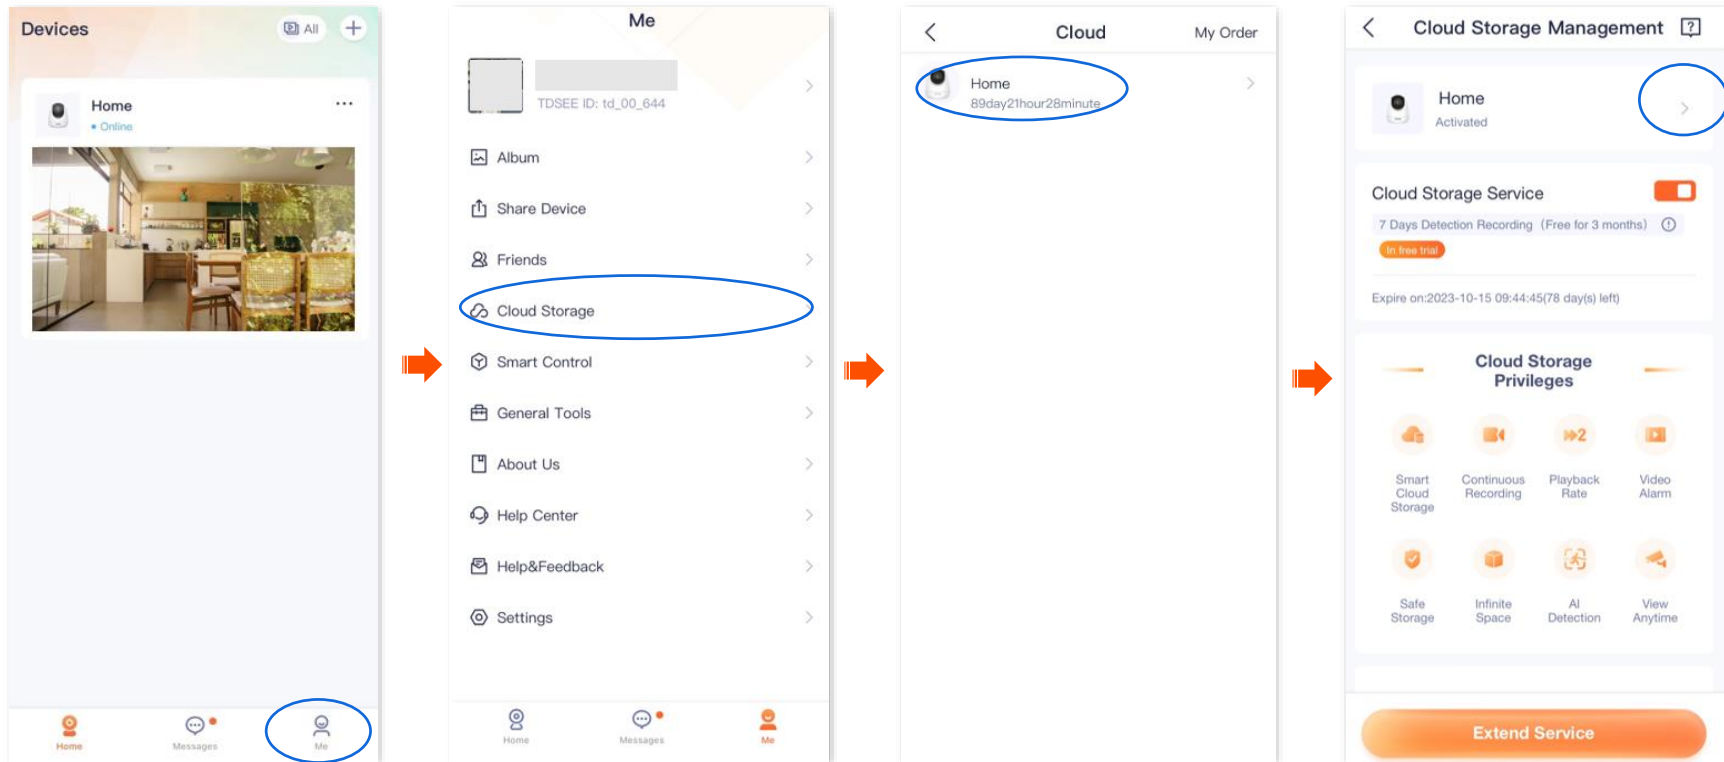 Devices
All
Home
Online
Home
Messages
Me
Me
TDSEE ID: td_00_644
Album
Share Device
Friends
Cloud Storage
Smart Control
General Tools
About Us
Help Center
Help&Feedback
Settings
Home
Messages
Me
Cloud
My Order
Home
89day21hour28minute
Cloud Storage Management
Home
Activated
Cloud Storage Service
7 Days Detection Recording (Free for 3 months)
In free trial
Expire on:2023-10-15 09:44:45(78 day(s) left)
Cloud Storage
Privileges
2
Smart
Cloud
Storage
Continuous
Recording
Playback
Rate
Video
Alarm
Safe
Storage
Infinite
Space
AI
Detection
View
Anytime
Extend Service